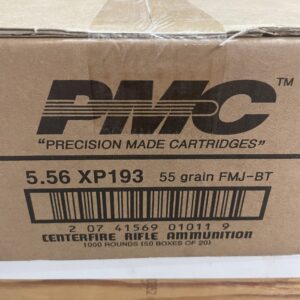 PMC™
"PRECISION MADE CARTRIDGES"
5.56 XP193 55 grain FMJ-BT
2 07 41569 01011 9
CENTERFIRE RIFLE AMMUNITION
1000 ROUNDS (50 BOXES OF 20)